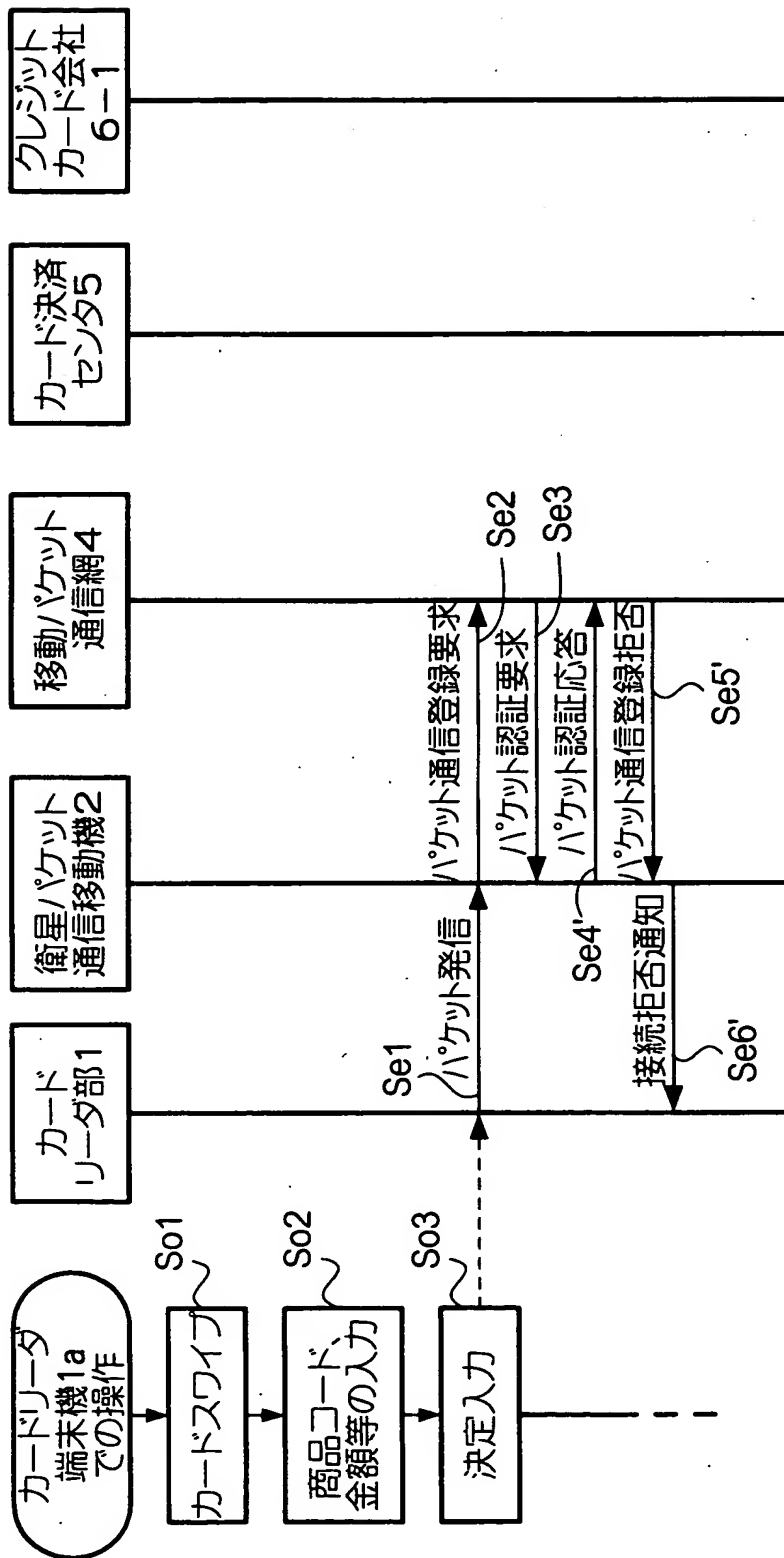 カードリーダ
端末機1a
での操作
カード
リーダ部1
衛星パケット
通信移動機2
移動パケット
通信網4
カード決済
センタ5
クレジット
カード会社
6-1
So1
カードスワイプ
So2
商品コード、
金額等の入力
So3
決定入力
Se1
パケット発信
パケット通信登録要求
Se2
パケット認証要求
Se3
パケット認証応答
Se4'
パケット通信登録拒否
Se5'
接続拒否通知
Se6'